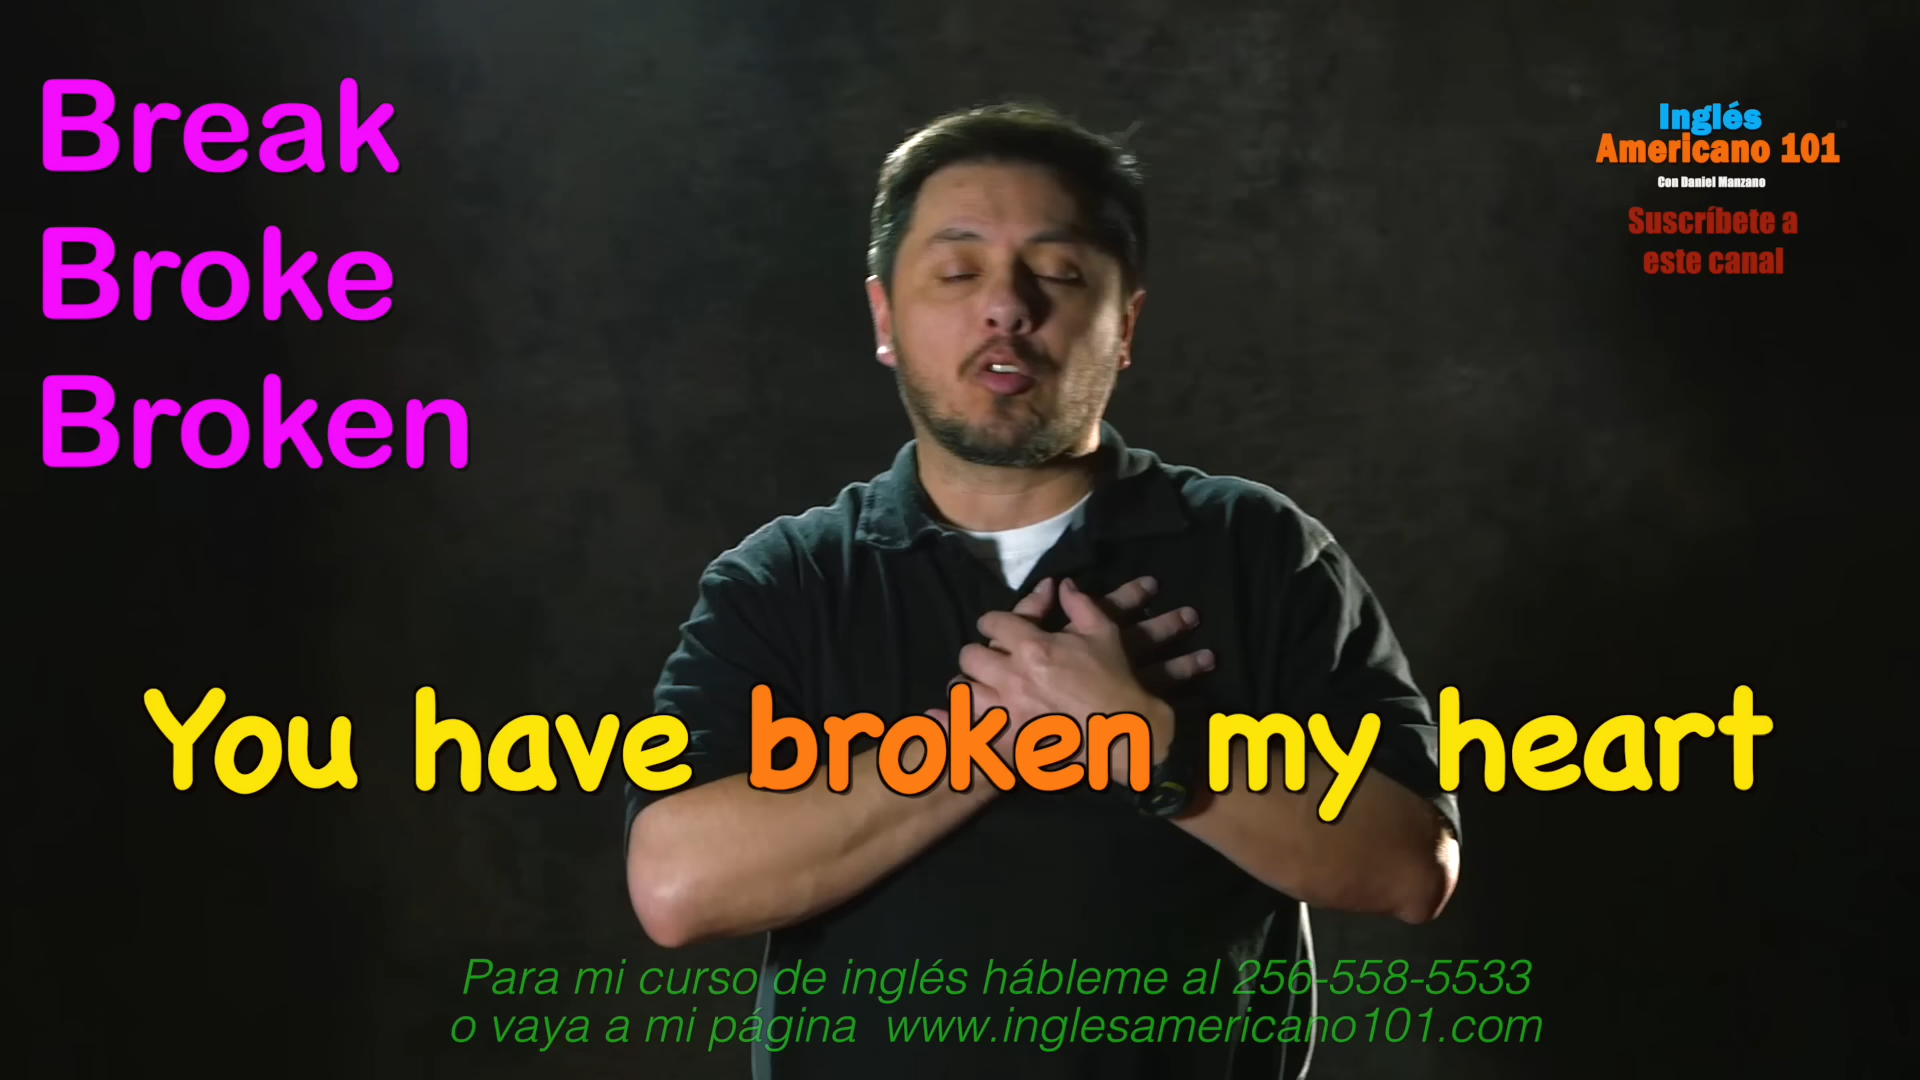 Break
Broke
Broken
Inglés
Americano 101
Con Daniel Manzano
Suscríbete a
este canal
You have broken my heart
Para mi curso de inglés hábleme al 256-558-5533
o vaya a mi página www.inglesamericano101.com